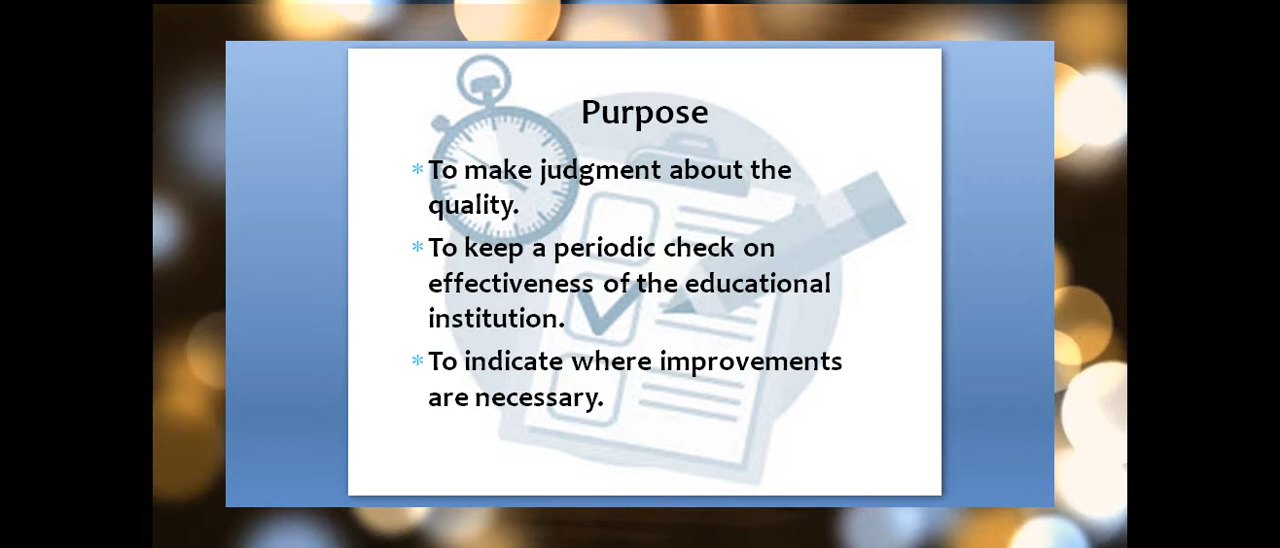 Purpose
* To make judgment about the
quality.
* To keep a periodic check on
effectiveness of the educational
institution.
* To indicate where improvements
are necessary.